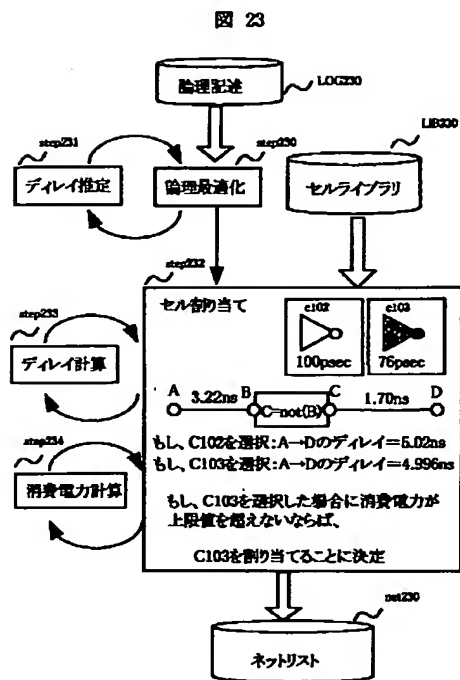 図 23
論理記述
LOG230
step231
step230
LIB230
ディレイ推定
論理最適化
セルライブラリ
step232
セル割り当て
c102
c103
100psec
76psec
step233
ディレイ計算
A 3.22ns B C=not(B) C 1.70ns D
もし、C102を選択:A→Dのディレイ=5.02ns
もし、C103を選択:A→Dのディレイ=4.996ns
step234
消費電力計算
もし、C103を選択した場合に消費電力が
上限値を超えないならば、
C103を割り当てることに決定
net230
ネットリスト